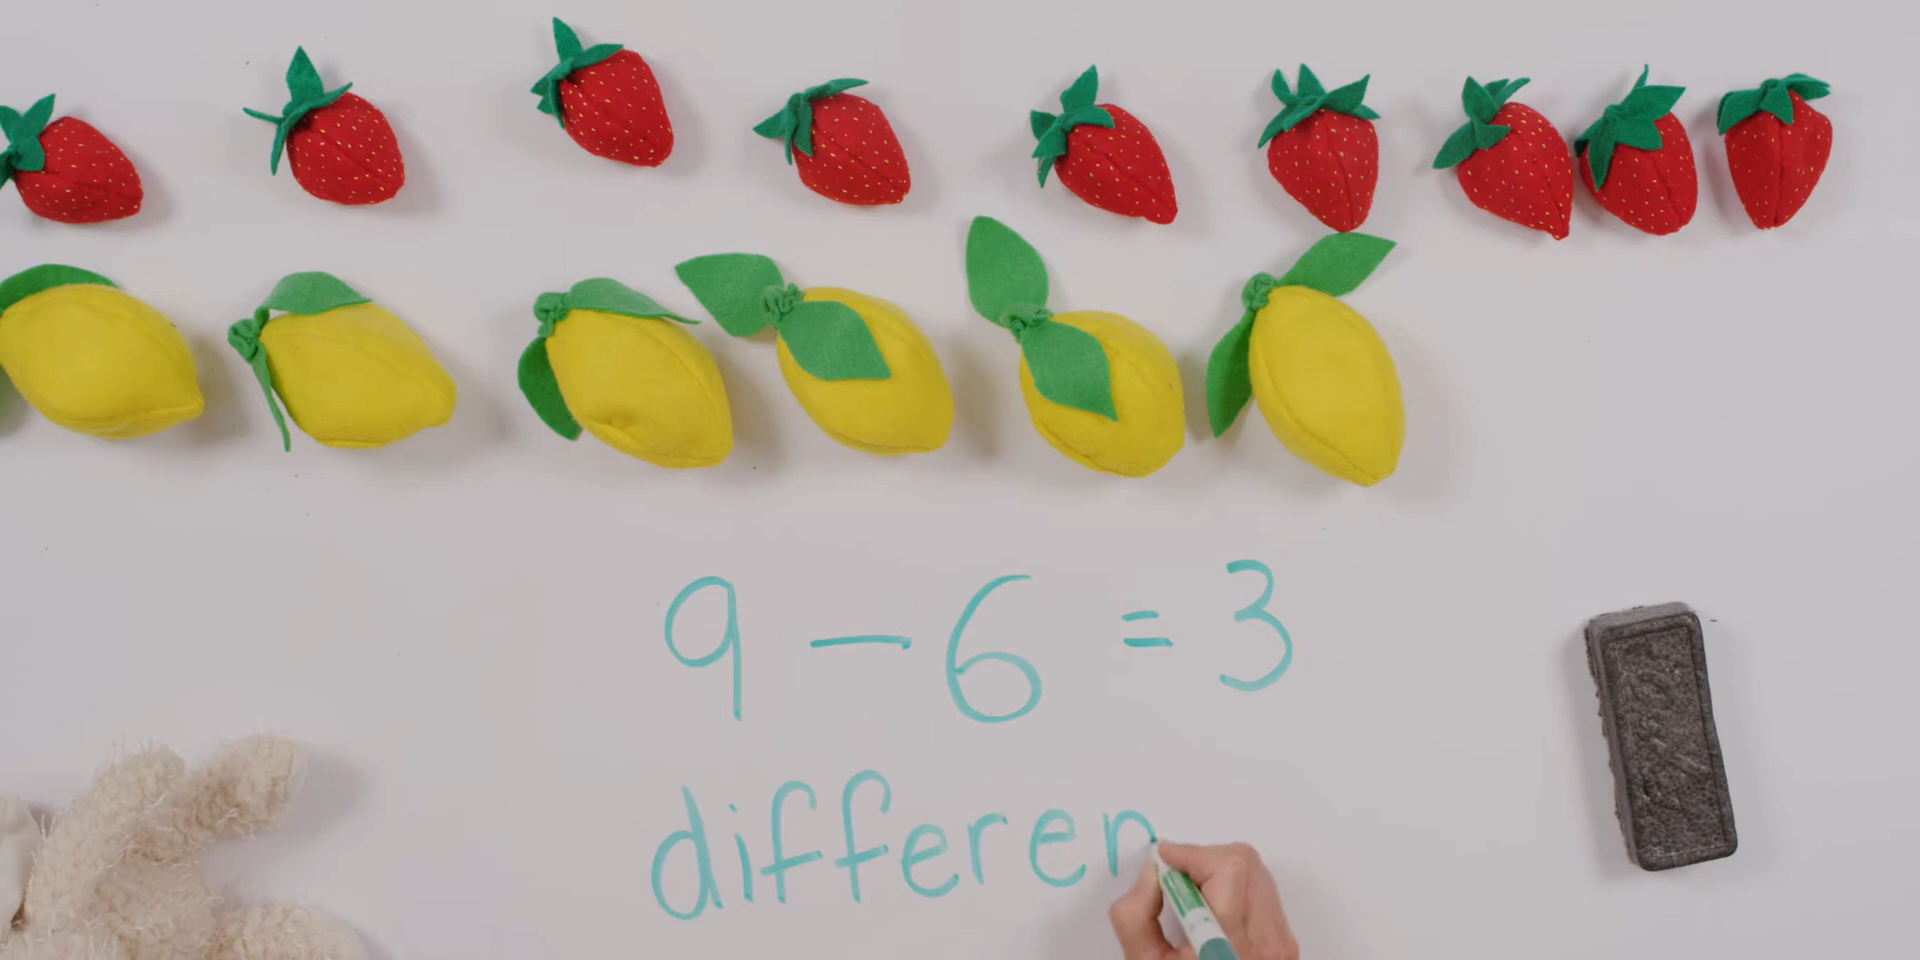 9 - 6 = 3
differen